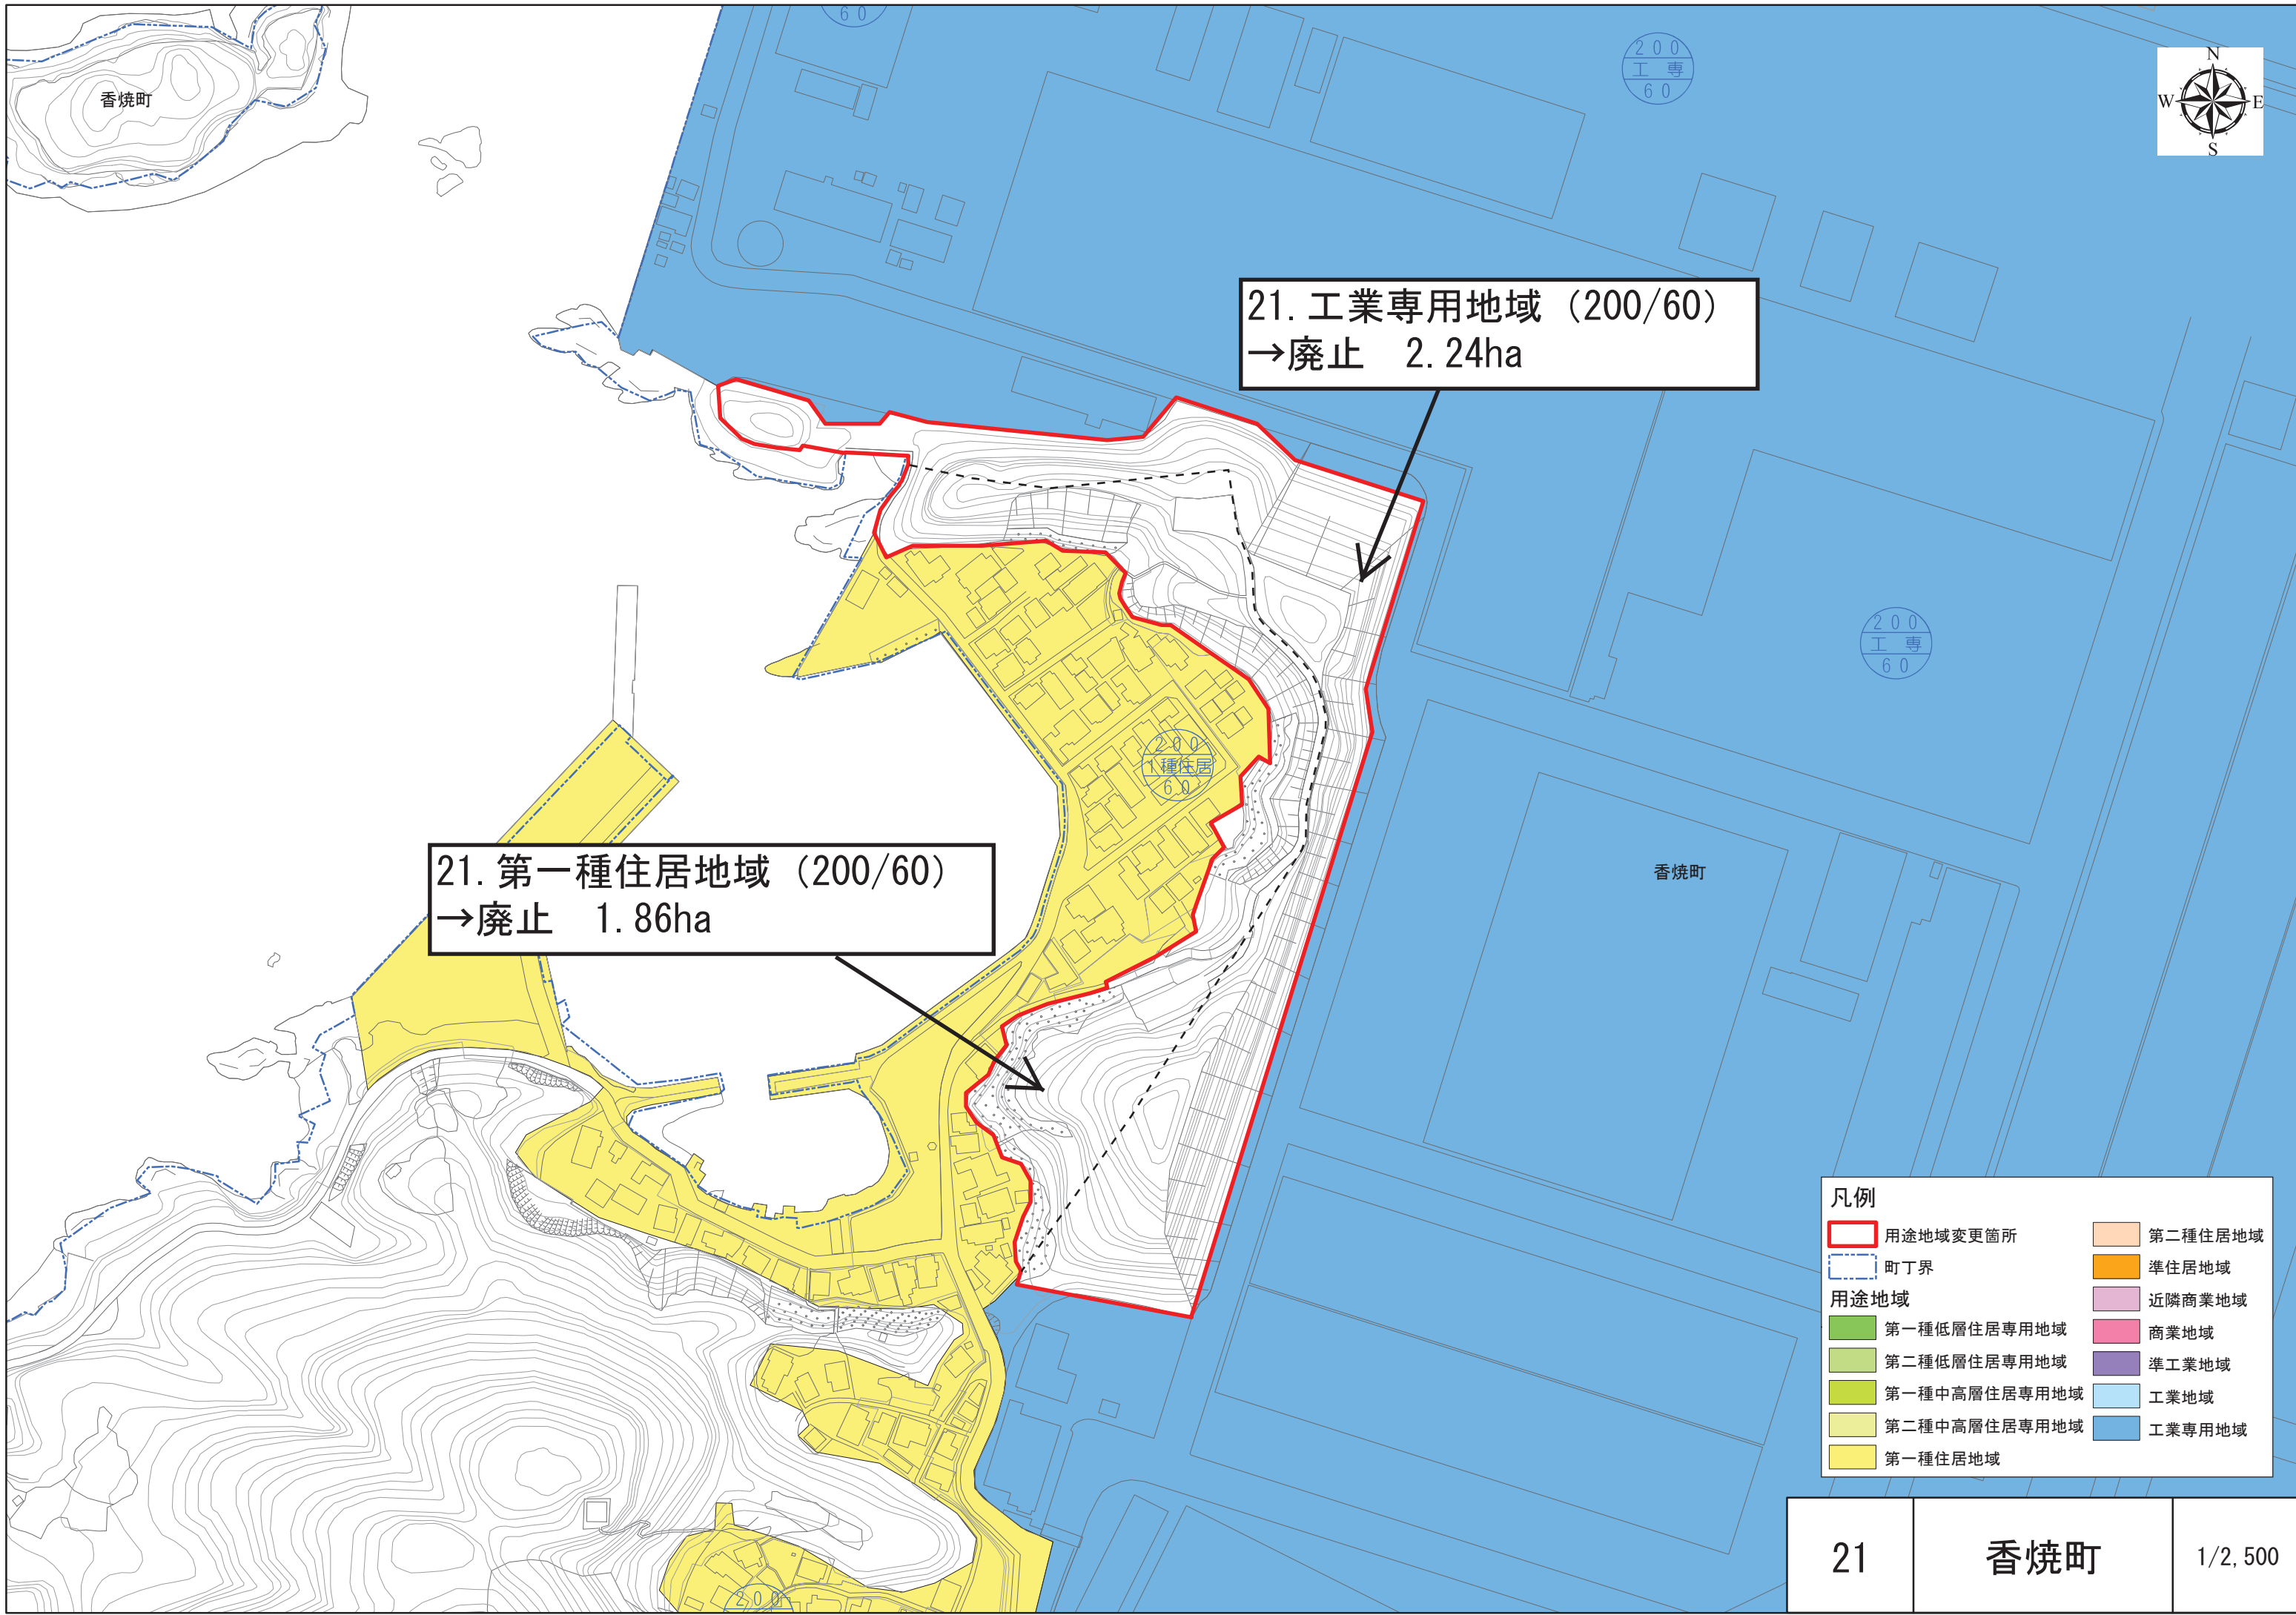 60
香焼町
200
工専
60
N
W E
S
21. 工業専用地域（200/60）
→廃止　2.24ha
200
工専
60
200
1種住居
60
21. 第一種住居地域（200/60）
→廃止　1.86ha
香焼町
凡例
用途地域変更箇所
町丁界
用途地域
第一種低層住居専用地域
第二種低層住居専用地域
第一種中高層住居専用地域
第二種中高層住居専用地域
第一種住居地域
第二種住居地域
準住居地域
近隣商業地域
商業地域
準工業地域
工業地域
工業専用地域
200
21
香焼町
1/2,500